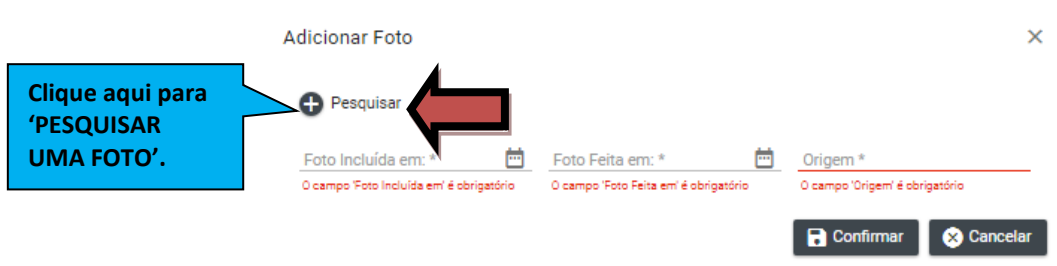 Adicionar Foto
Clique aqui para
‘PESQUISAR
UMA FOTO’.
Pesquisar
Foto Incluída em: *
Foto Feita em: *
Origem *
O campo 'Foto Incluída em' é obrigatório
O campo 'Foto Feita em' é obrigatório
O campo 'Origem' é obrigatório
Confirmar
Cancelar